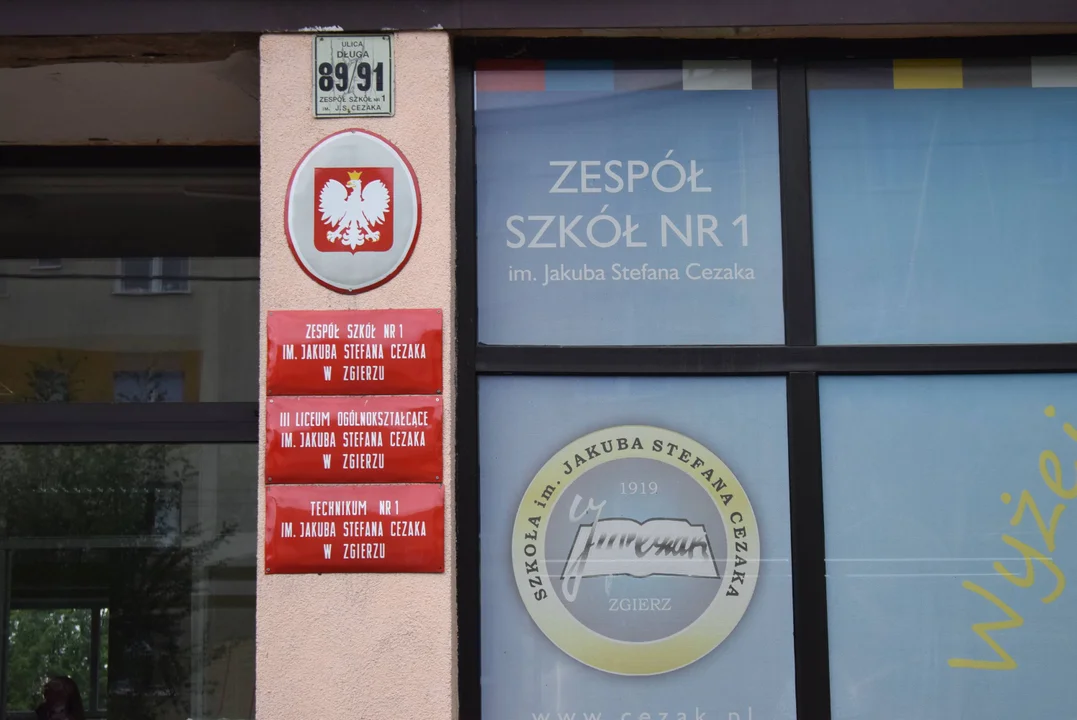 ULICA
DŁUGA
89/91
ZESPÓŁ SZKÓŁ NR 1
IM. J. S. CEZAKA
ZESPÓŁ SZKÓŁ NR 1
IM. JAKUBA STEFANA CEZAKA
W ZGIERZU
III LICEUM OGÓLNOKSZTAŁCĄCE
IM. JAKUBA STEFANA CEZAKA
W ZGIERZU
TECHNIKUM NR 1
IM. JAKUBA STEFANA CEZAKA
W ZGIERZU
ZESPÓŁ
SZKÓŁ NR 1
im. Jakuba Stefana Cezaka
SZKOŁA im. JAKUBA STEFANA CEZAKA
1919
ZGIERZ
www.cezak.pl
Wyżej